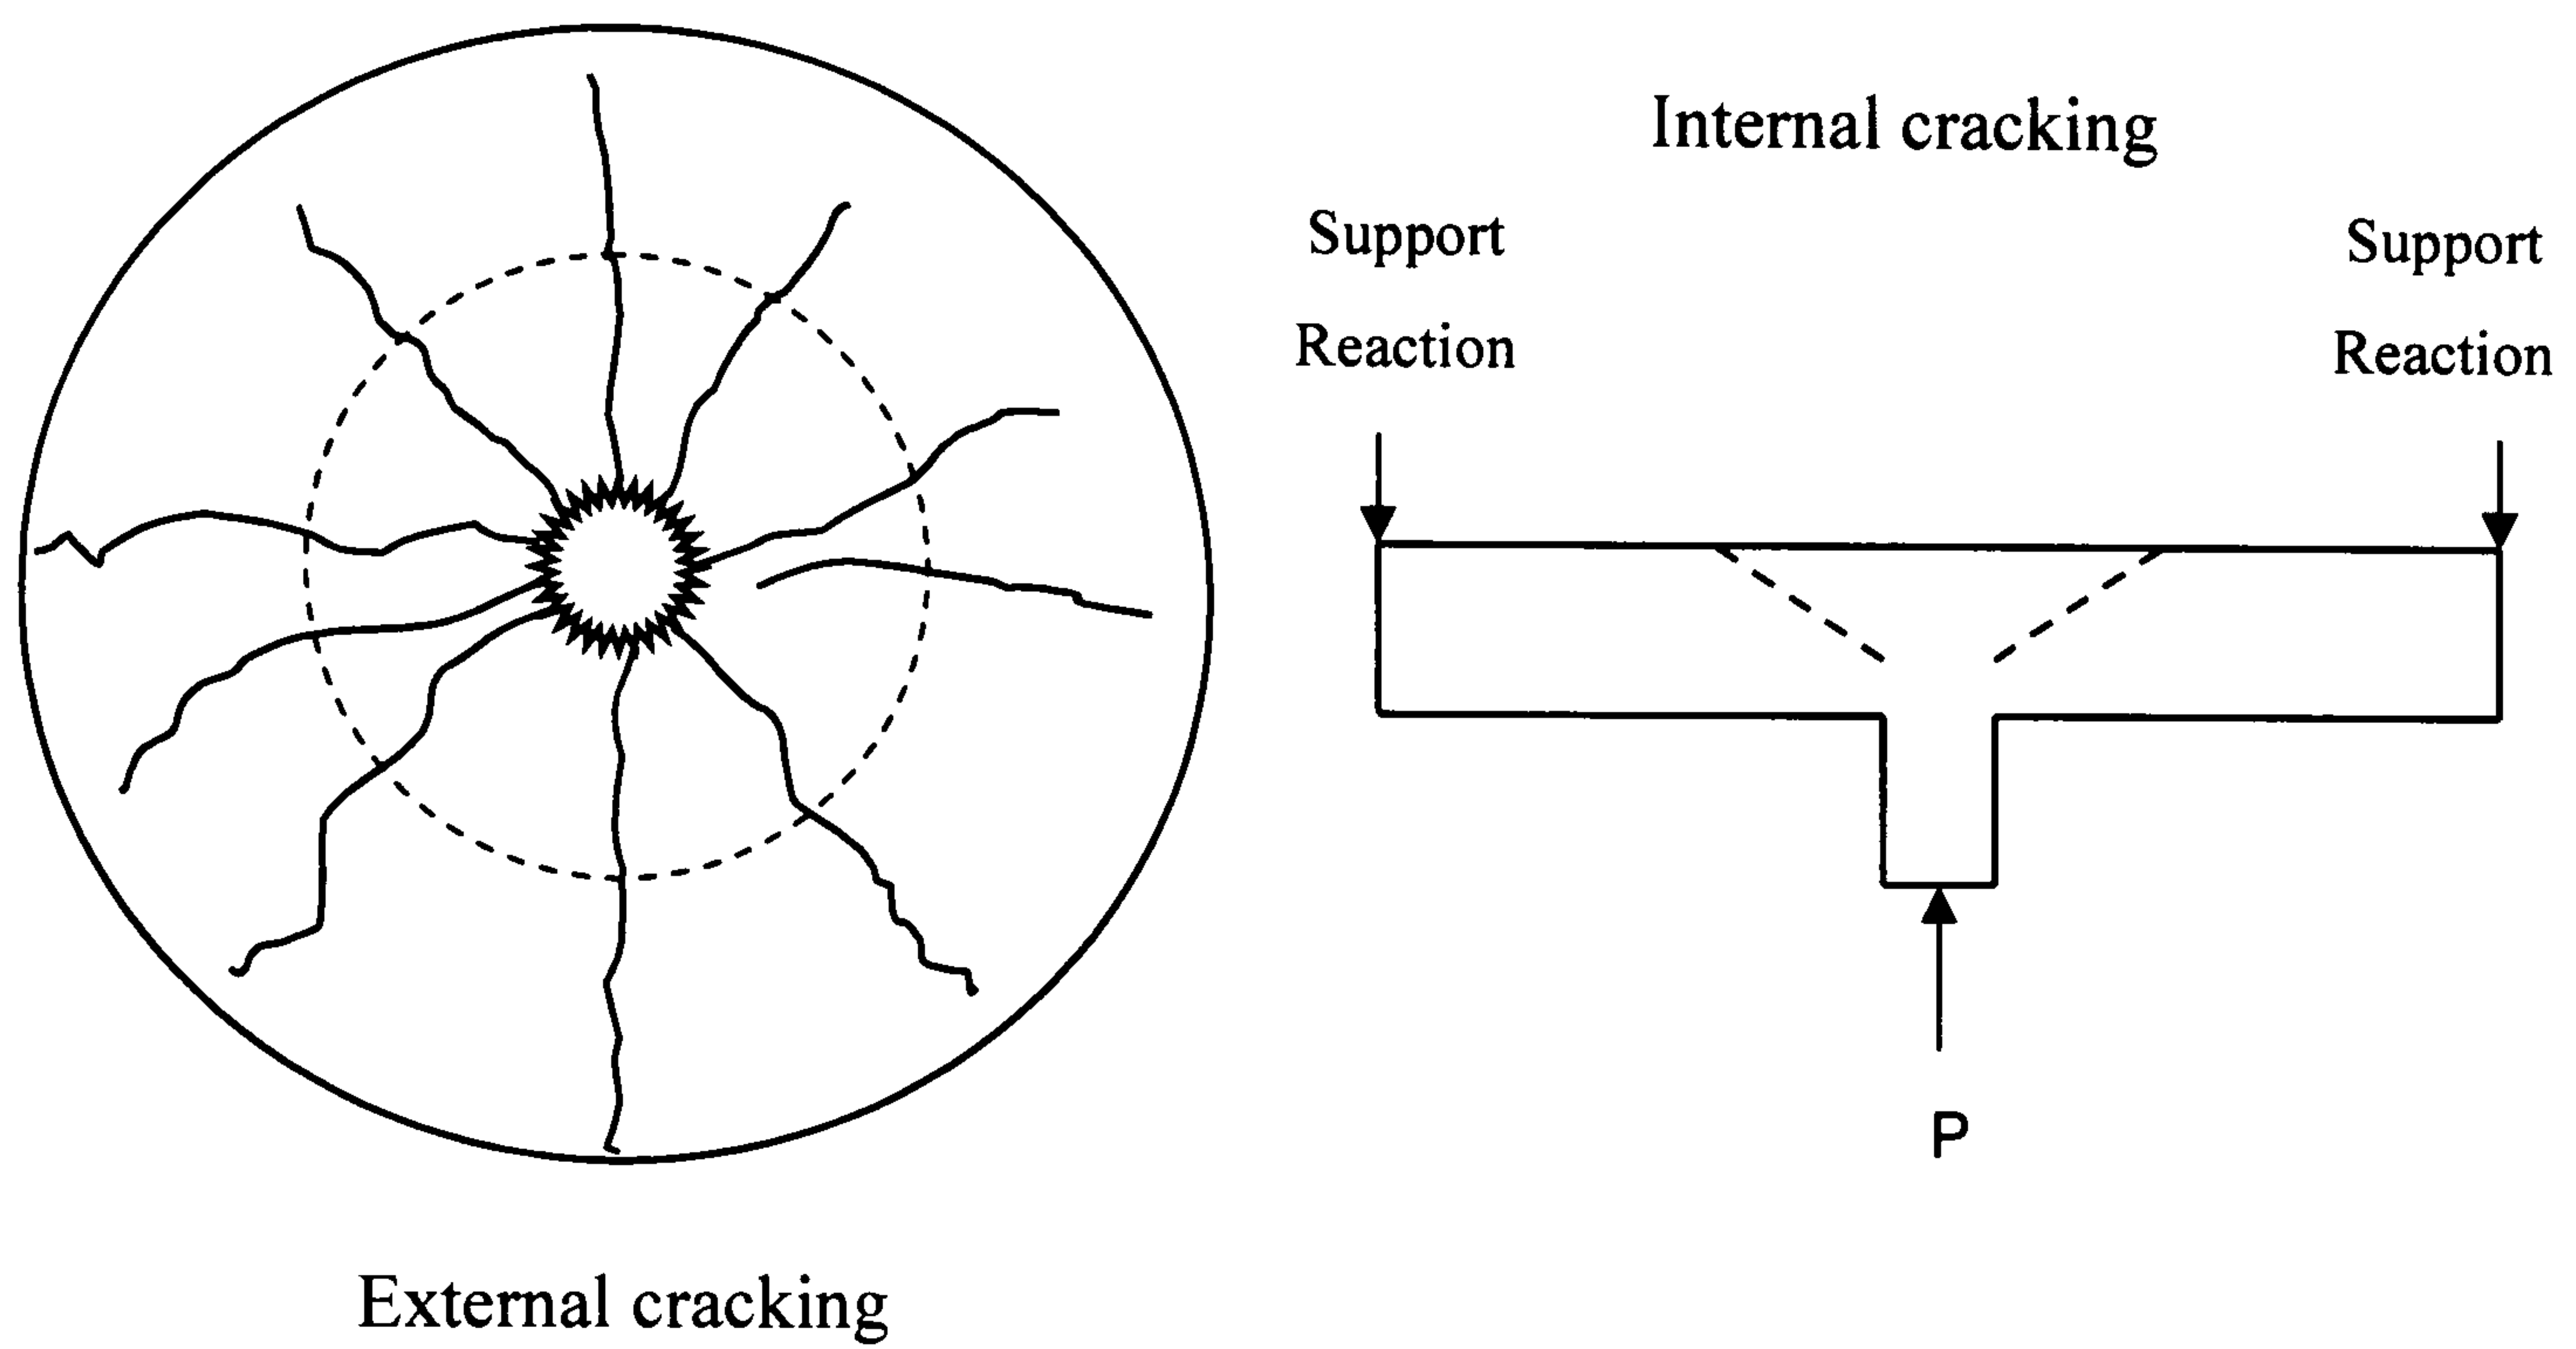 Internal cracking
Support
Reaction
Support
Reaction
P
External cracking